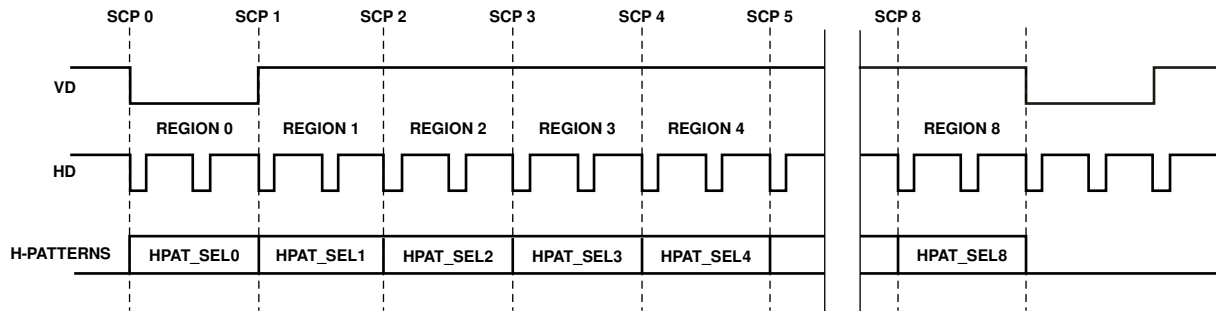 SCP 0 SCP 1 SCP 2 SCP 3 SCP 4 SCP 5 SCP 8
VD
REGION 0 REGION 1 REGION 2 REGION 3 REGION 4 REGION 8
HD
H-PATTERNS HPAT_SEL0 HPAT_SEL1 HPAT_SEL2 HPAT_SEL3 HPAT_SEL4 HPAT_SEL8